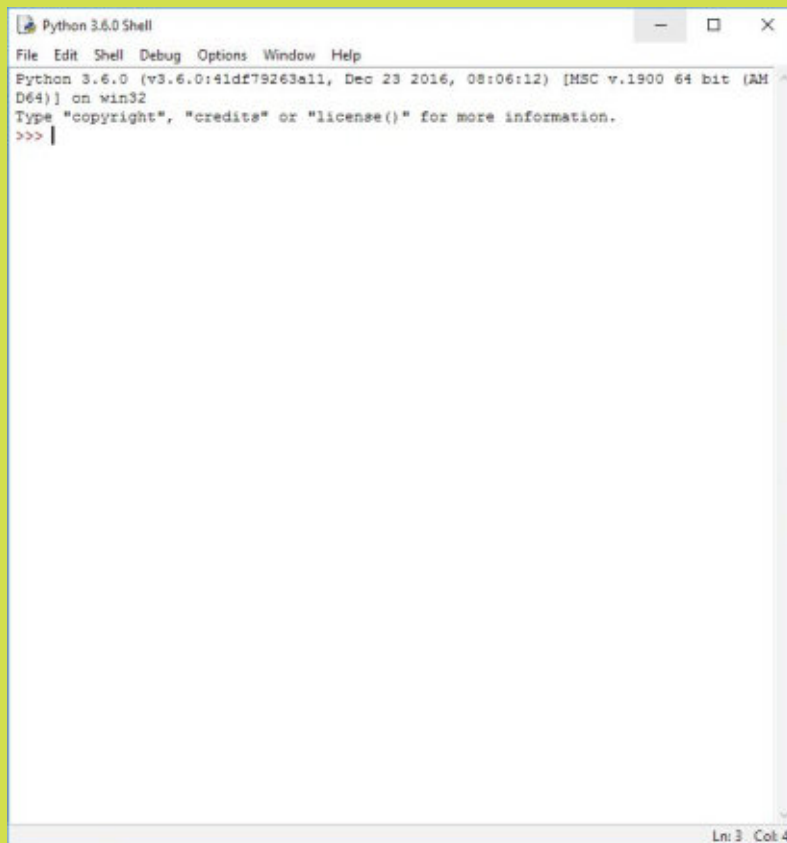 Python 3.6.0 Shell
File Edit Shell Debug Options Window Help
Python 3.6.0 (v3.6.0:41df79263a11, Dec 23 2016, 08:06:12) [MSC v.1900 64 bit (AM
D64)] on win32
Type "copyright", "credits" or "license()" for more information.
>>>
Ln: 3 Col: 4